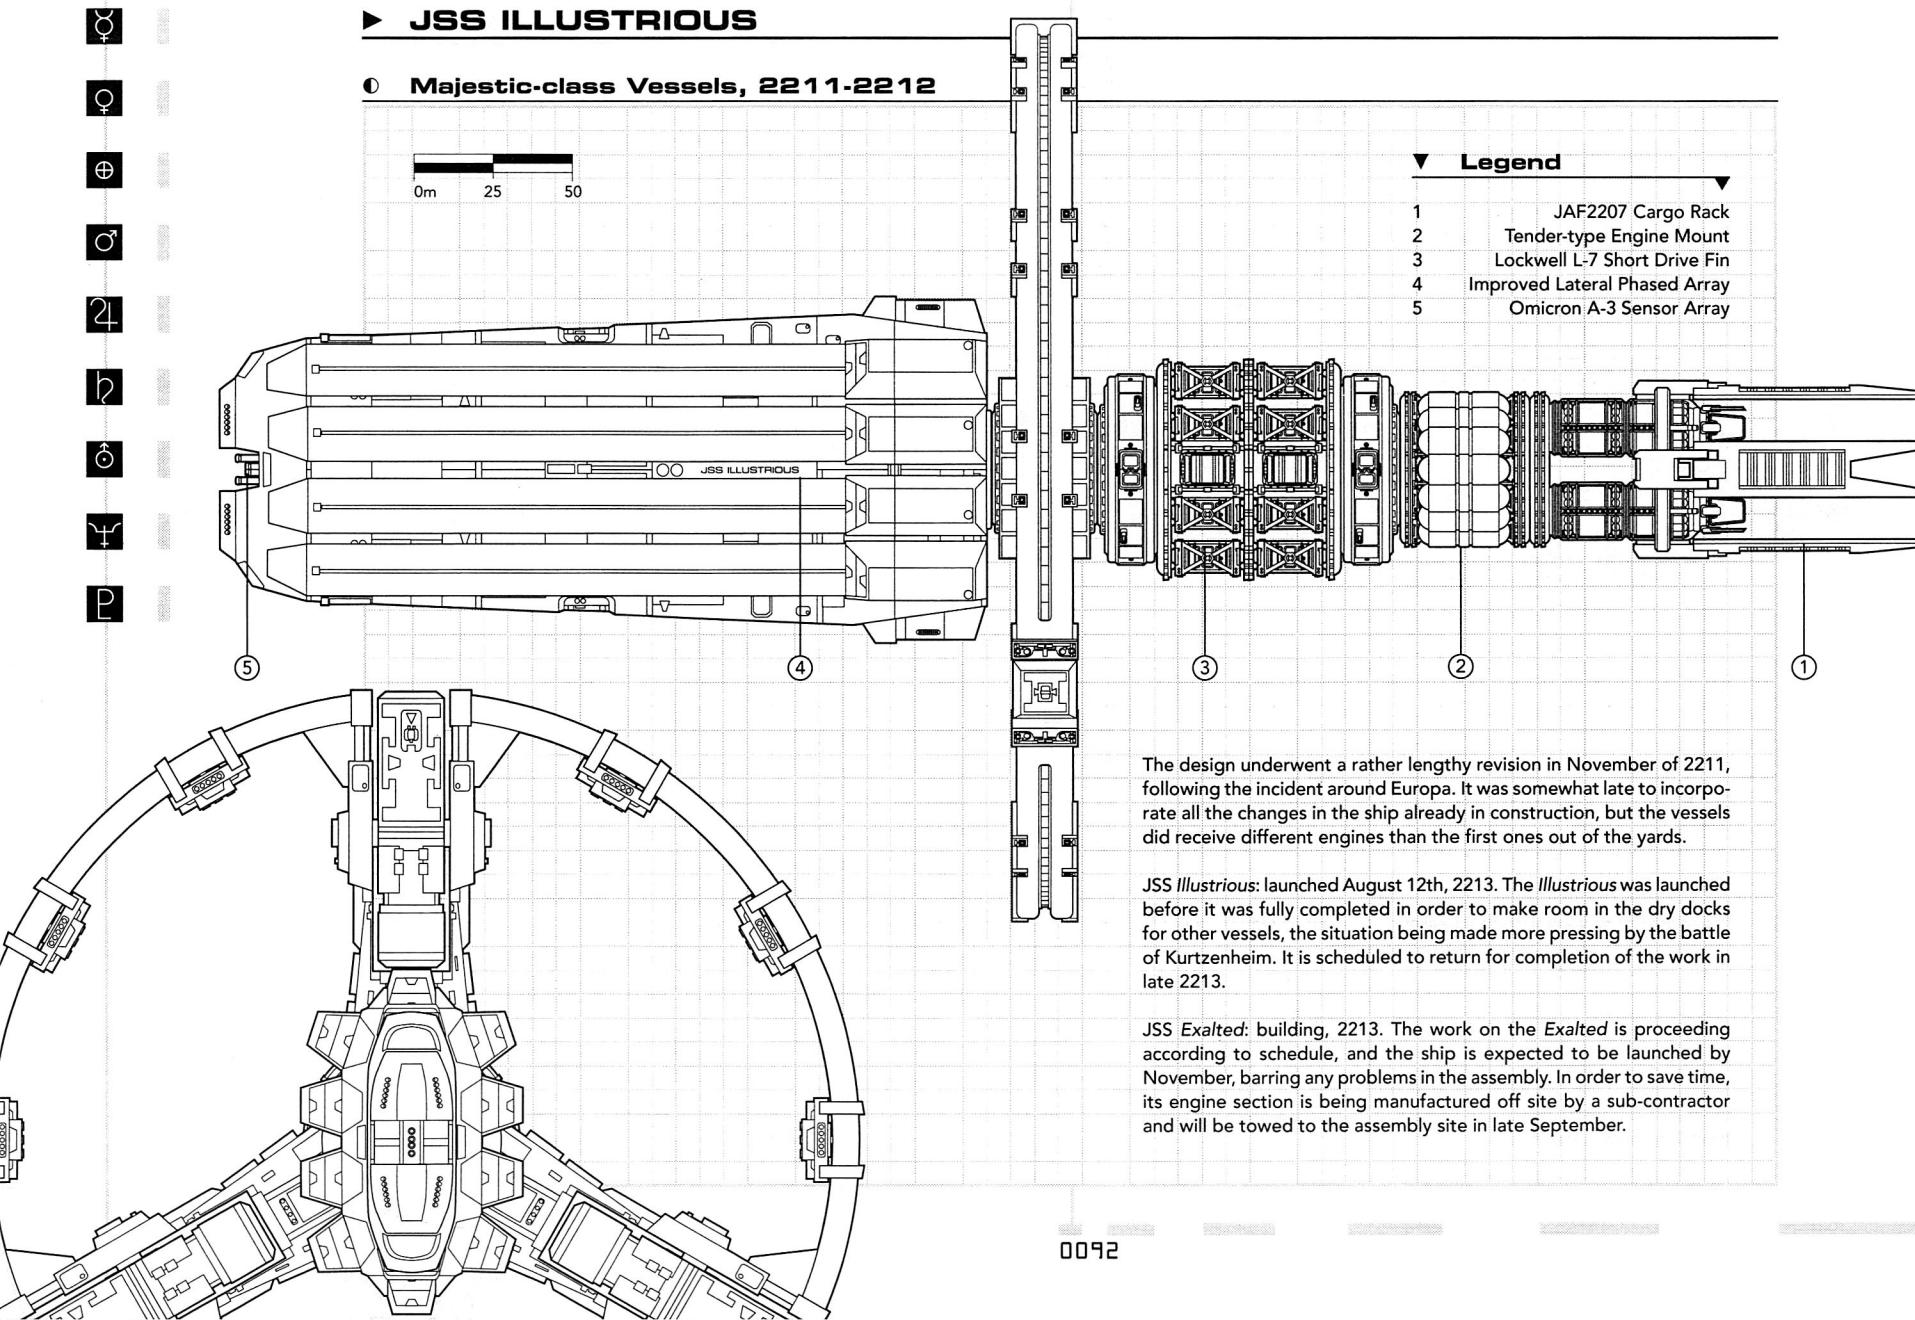 JSS ILLUSTRIOUS
Majestic-class Vessels, 2211-2212
0m 25 50
Legend
1 JAF2207 Cargo Rack
2 Tender-type Engine Mount
3 Lockwell L-7 Short Drive Fin
4 Improved Lateral Phased Array
5 Omicron A-3 Sensor Array
JSS ILLUSTRIOUS
5 4 3 2 1
The design underwent a rather lengthy revision in November of 2211,
following the incident around Europa. It was somewhat late to incorpo-
rate all the changes in the ship already in construction, but the vessels
did receive different engines than the first ones out of the yards.
JSS Illustrious: launched August 12th, 2213. The Illustrious was launched
before it was fully completed in order to make room in the dry docks
for other vessels, the situation being made more pressing by the battle
of Kurtzenheim. It is scheduled to return for completion of the work in
late 2213.
JSS Exalted: building, 2213. The work on the Exalted is proceeding
according to schedule, and the ship is expected to be launched by
November, barring any problems in the assembly. In order to save time,
its engine section is being manufactured off site by a sub-contractor
and will be towed to the assembly site in late September.
0092